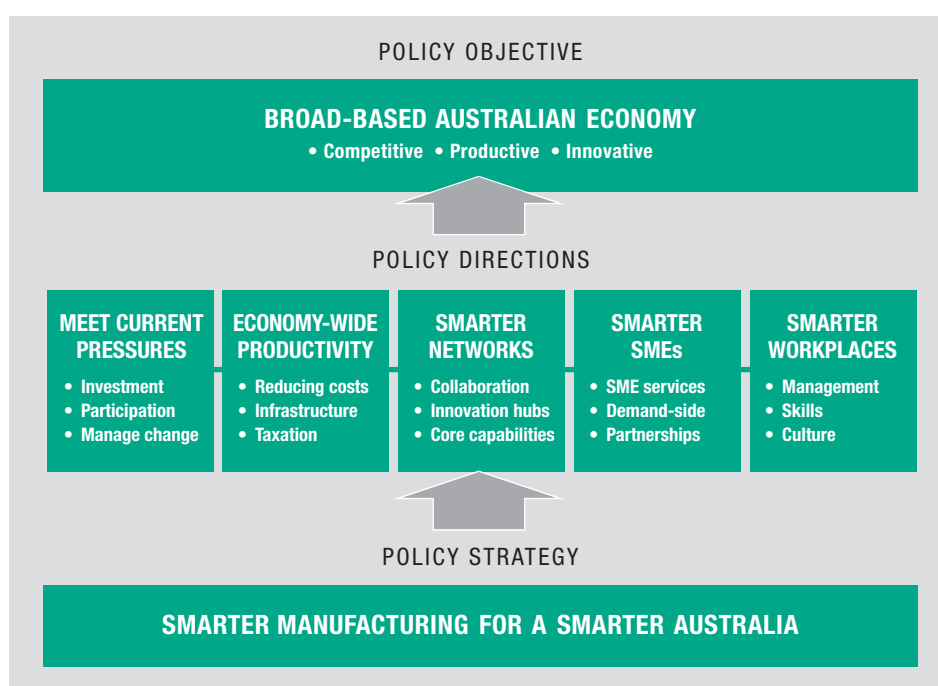 POLICY OBJECTIVE
BROAD-BASED AUSTRALIAN ECONOMY
• Competitive • Productive • Innovative
POLICY DIRECTIONS
MEET CURRENT
PRESSURES
• Investment
• Participation
• Manage change
ECONOMY-WIDE
PRODUCTIVITY
• Reducing costs
• Infrastructure
• Taxation
SMARTER
NETWORKS
• Collaboration
• Innovation hubs
• Core capabilities
SMARTER
SMEs
• SME services
• Demand-side
• Partnerships
SMARTER
WORKPLACES
• Management
• Skills
• Culture
POLICY STRATEGY
SMARTER MANUFACTURING FOR A SMARTER AUSTRALIA